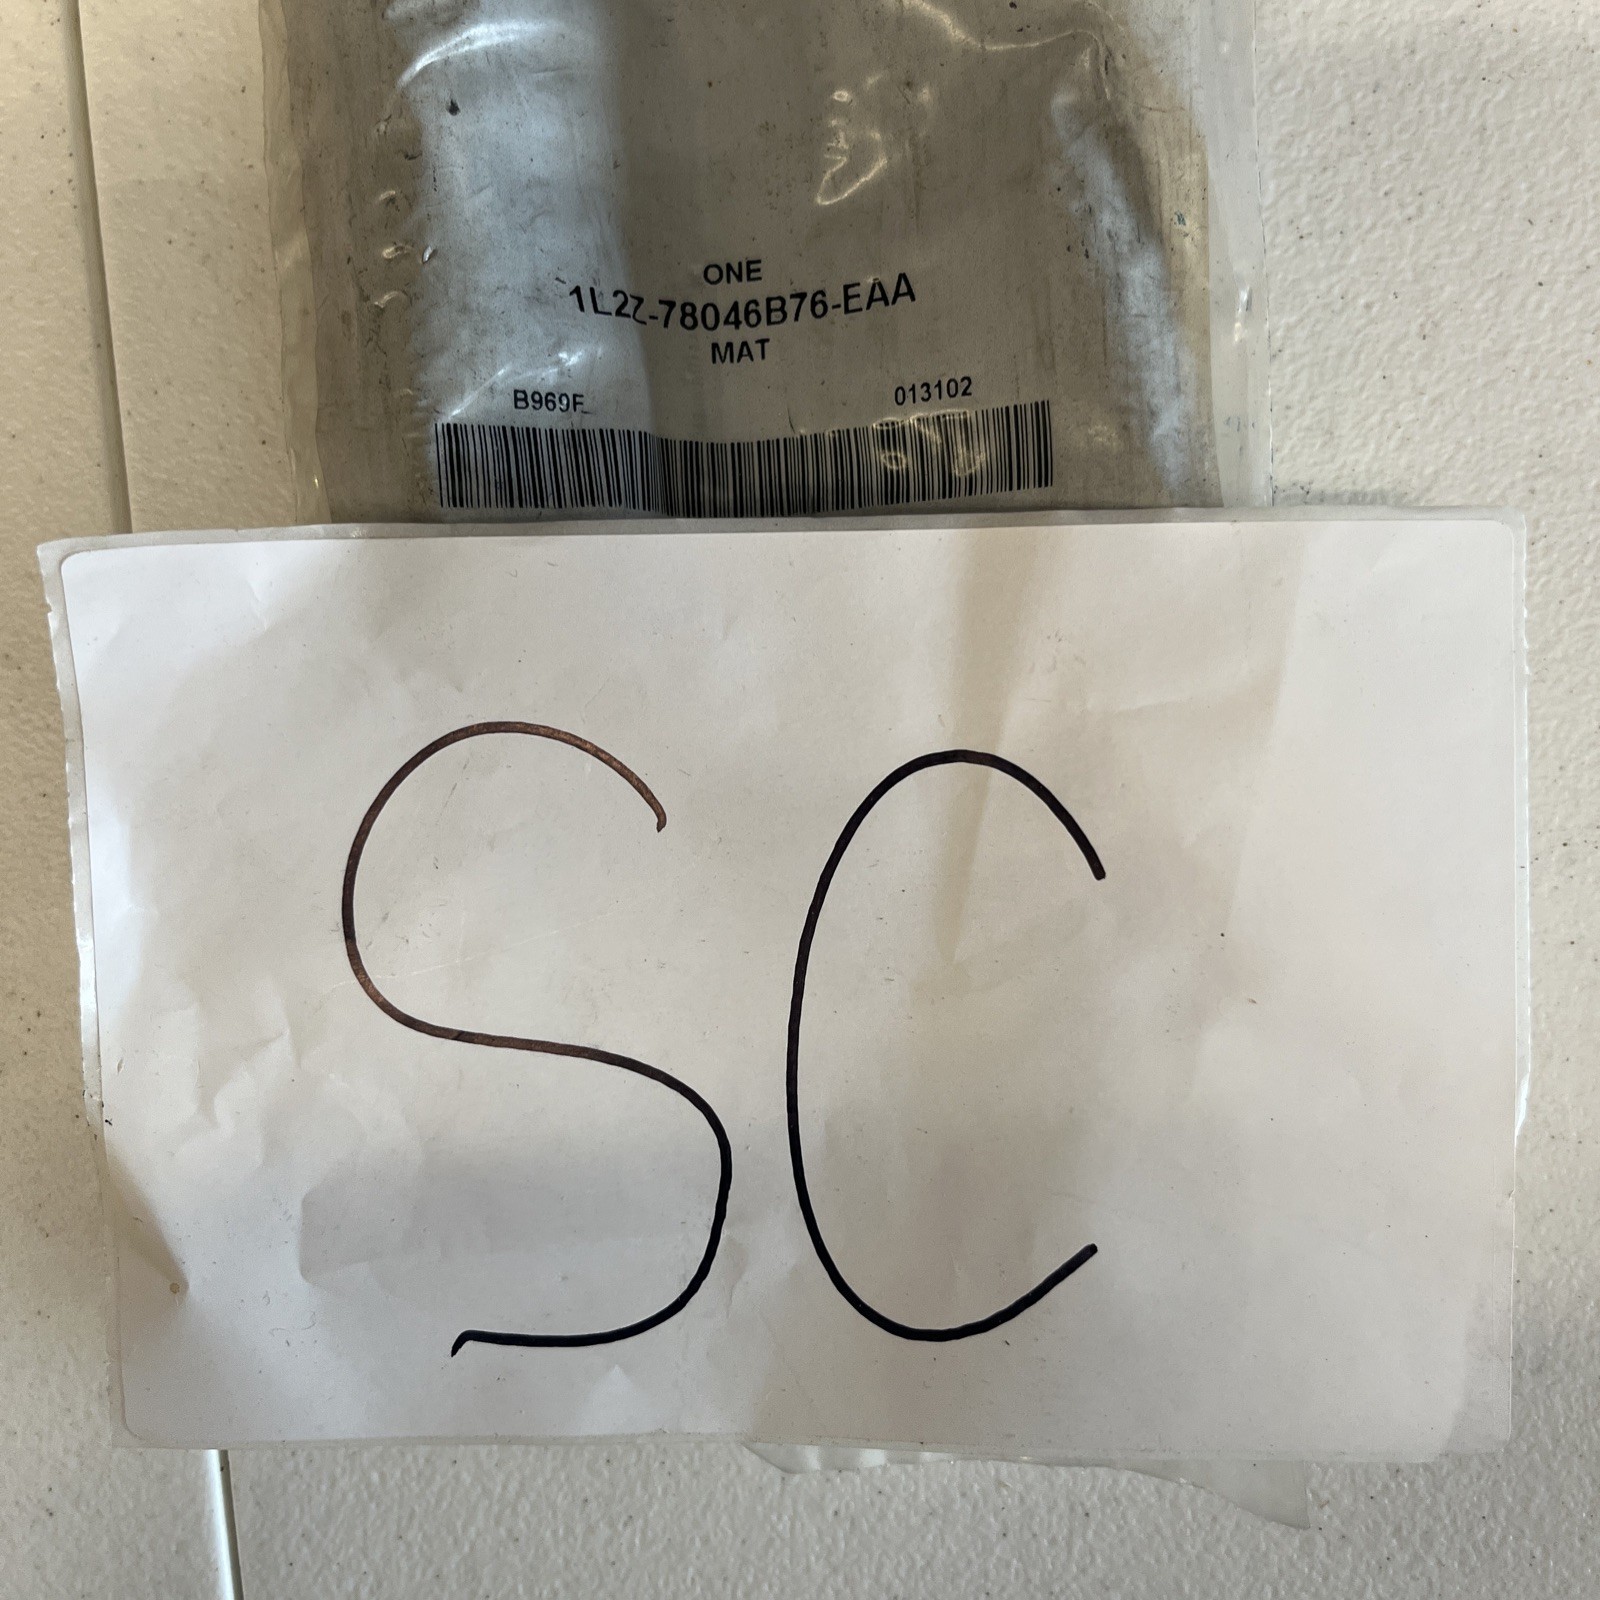 ONE
1L2Z-78046B76-EAA
MAT
B969F 013102
SC